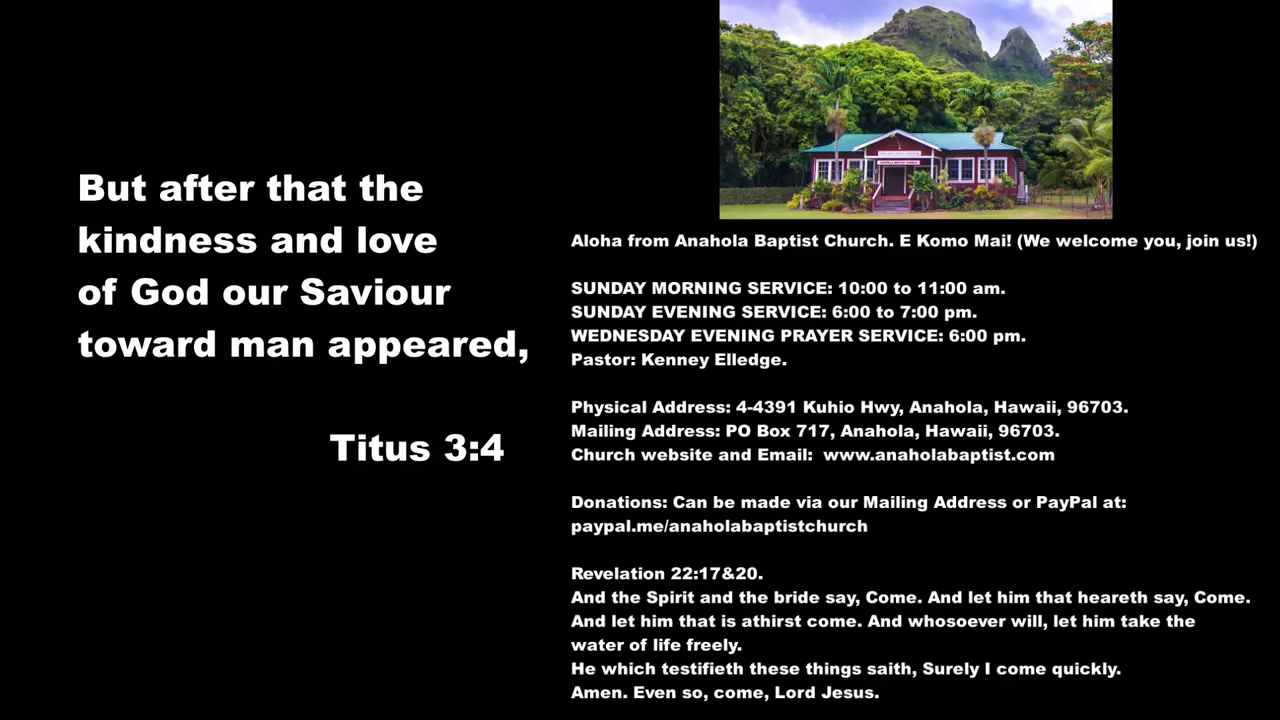 But after that the
kindness and love
of God our Saviour
toward man appeared,
Titus 3:4
Aloha from Anahola Baptist Church. E Komo Mai! (We welcome you, join us!)
SUNDAY MORNING SERVICE: 10:00 to 11:00 am.
SUNDAY EVENING SERVICE: 6:00 to 7:00 pm.
WEDNESDAY EVENING PRAYER SERVICE: 6:00 pm.
Pastor: Kenney Elledge.
Physical Address: 4-4391 Kuhio Hwy, Anahola, Hawaii, 96703.
Mailing Address: PO Box 717, Anahola, Hawaii, 96703.
Church website and Email:  www.anaholabaptist.com
Donations: Can be made via our Mailing Address or PayPal at:
paypal.me/anaholabaptistchurch
Revelation 22:17&20.
And the Spirit and the bride say, Come. And let him that heareth say, Come.
And let him that is athirst come. And whosoever will, let him take the
water of life freely.
He which testifieth these things saith, Surely I come quickly.
Amen. Even so, come, Lord Jesus.